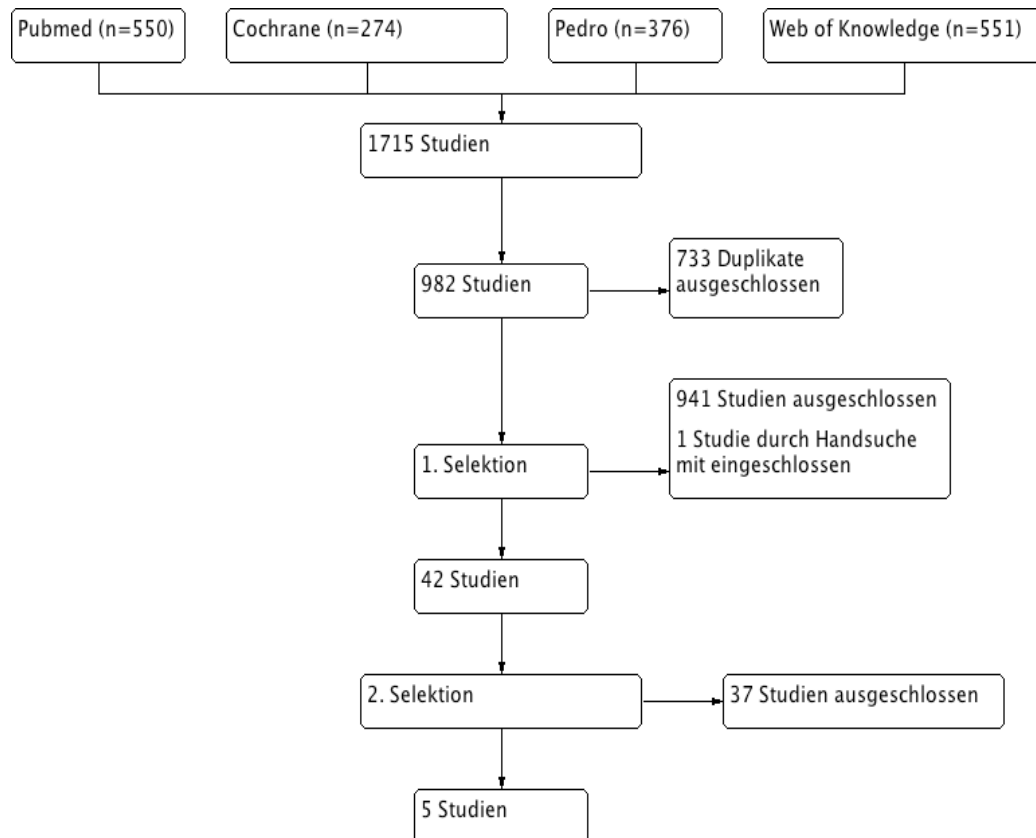 Pubmed (n=550)
Cochrane (n=274)
Pedro (n=376)
Web of Knowledge (n=551)
1715 Studien
982 Studien
733 Duplikate
ausgeschlossen
941 Studien ausgeschlossen
1 Studie durch Handsuche
mit eingeschlossen
1. Selektion
42 Studien
2. Selektion
37 Studien ausgeschlossen
5 Studien